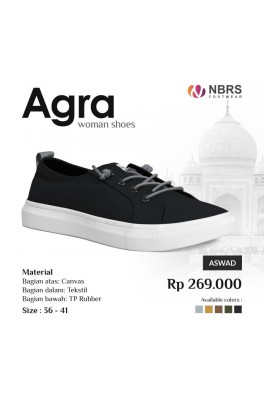 NBRS
FOOTWEAR
Agra
woman shoes
ASWAD
Material
Bagian atas: Canvas
Bagian dalam: Tekstil
Bagian bawah: TP Rubber
Size : 36 - 41
Rp 269.000
Available colors :